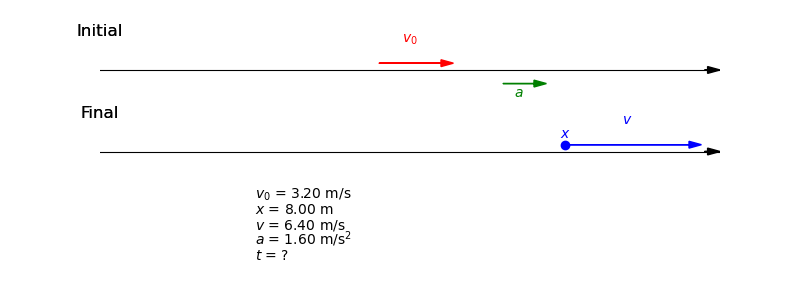 Initial
v₀
a
Final
v
x
v₀ = 3.20 m/s
x = 8.00 m
v = 6.40 m/s
a = 1.60 m/s²
t = ?